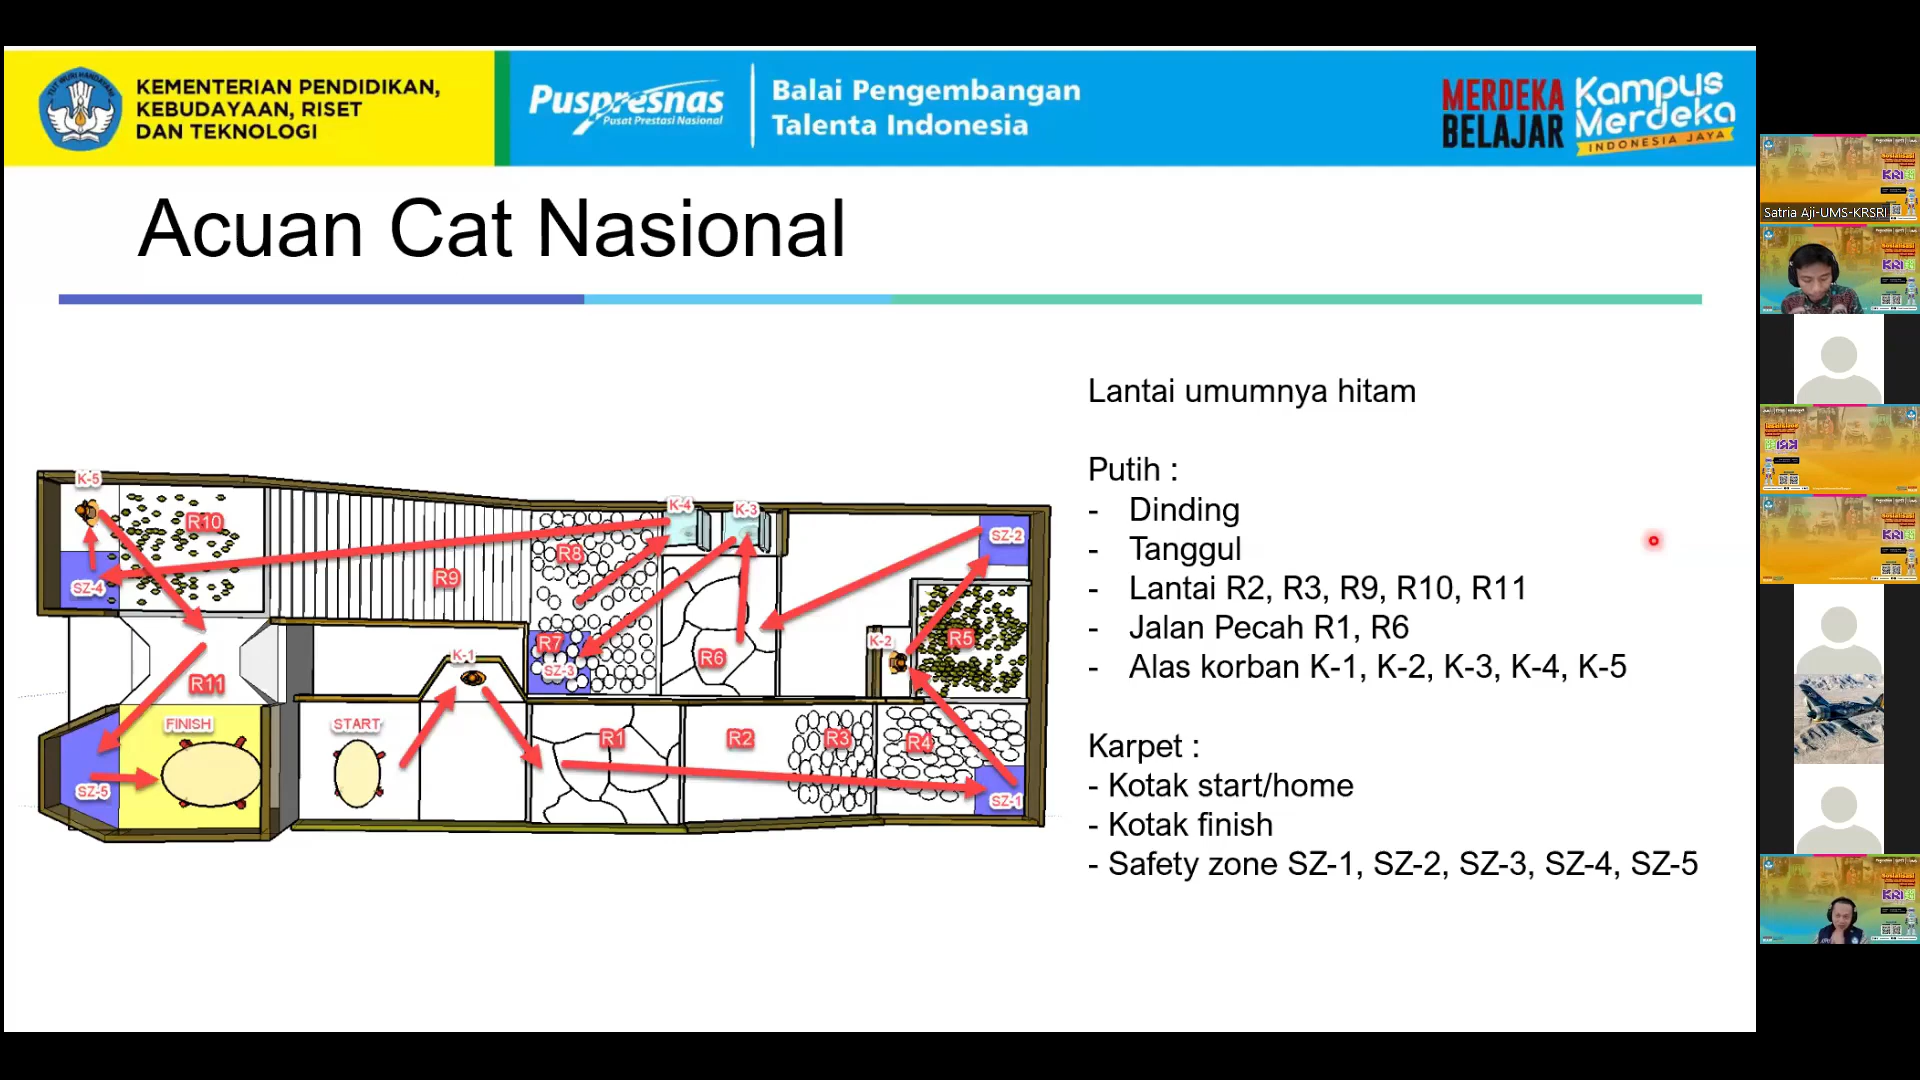 KEMENTERIAN PENDIDIKAN,
KEBUDAYAAN, RISET
DAN TEKNOLOGI
Puspresnas
Pusat Prestasi Nasional
Balai Pengembangan
Talenta Indonesia
MERDEKA
BELAJAR
Kampus
Merdeka
INDONESIA JAYA
Acuan Cat Nasional
K-5
R10
SZ-4
R9
R8
K-4
K-3
SZ-2
R7
SZ-3
R6
K-2
R5
K-1
R11
FINISH
START
R1
R2
R3
R4
SZ-5
SZ-1
Lantai umumnya hitam
Putih :
- Dinding
- Tanggul
- Lantai R2, R3, R9, R10, R11
- Jalan Pecah R1, R6
- Alas korban K-1, K-2, K-3, K-4, K-5
Karpet :
- Kotak start/home
- Kotak finish
- Safety zone SZ-1, SZ-2, SZ-3, SZ-4, SZ-5
Satria Aji-UMS-KRSRI